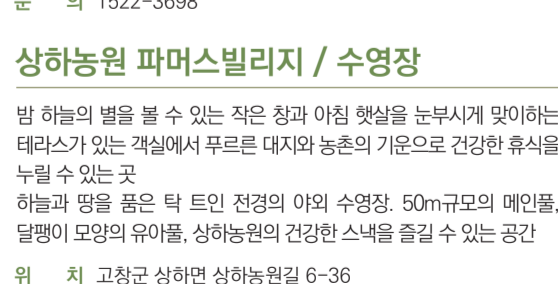 문 의 1522-3698
상하농원 파머스빌리지 / 수영장
밤 하늘의 별을 볼 수 있는 작은 창과 아침 햇살을 눈부시게 맞이하는
테라스가 있는 객실에서 푸르른 대지와 농촌의 기운으로 건강한 휴식을
누릴 수 있는 곳
하늘과 땅을 품은 탁 트인 전경의 야외 수영장. 50m규모의 메인풀,
달팽이 모양의 유아풀, 상하농원의 건강한 스낵을 즐길 수 있는 공간
위 치 고창군 상하면 상하농원길 6-36